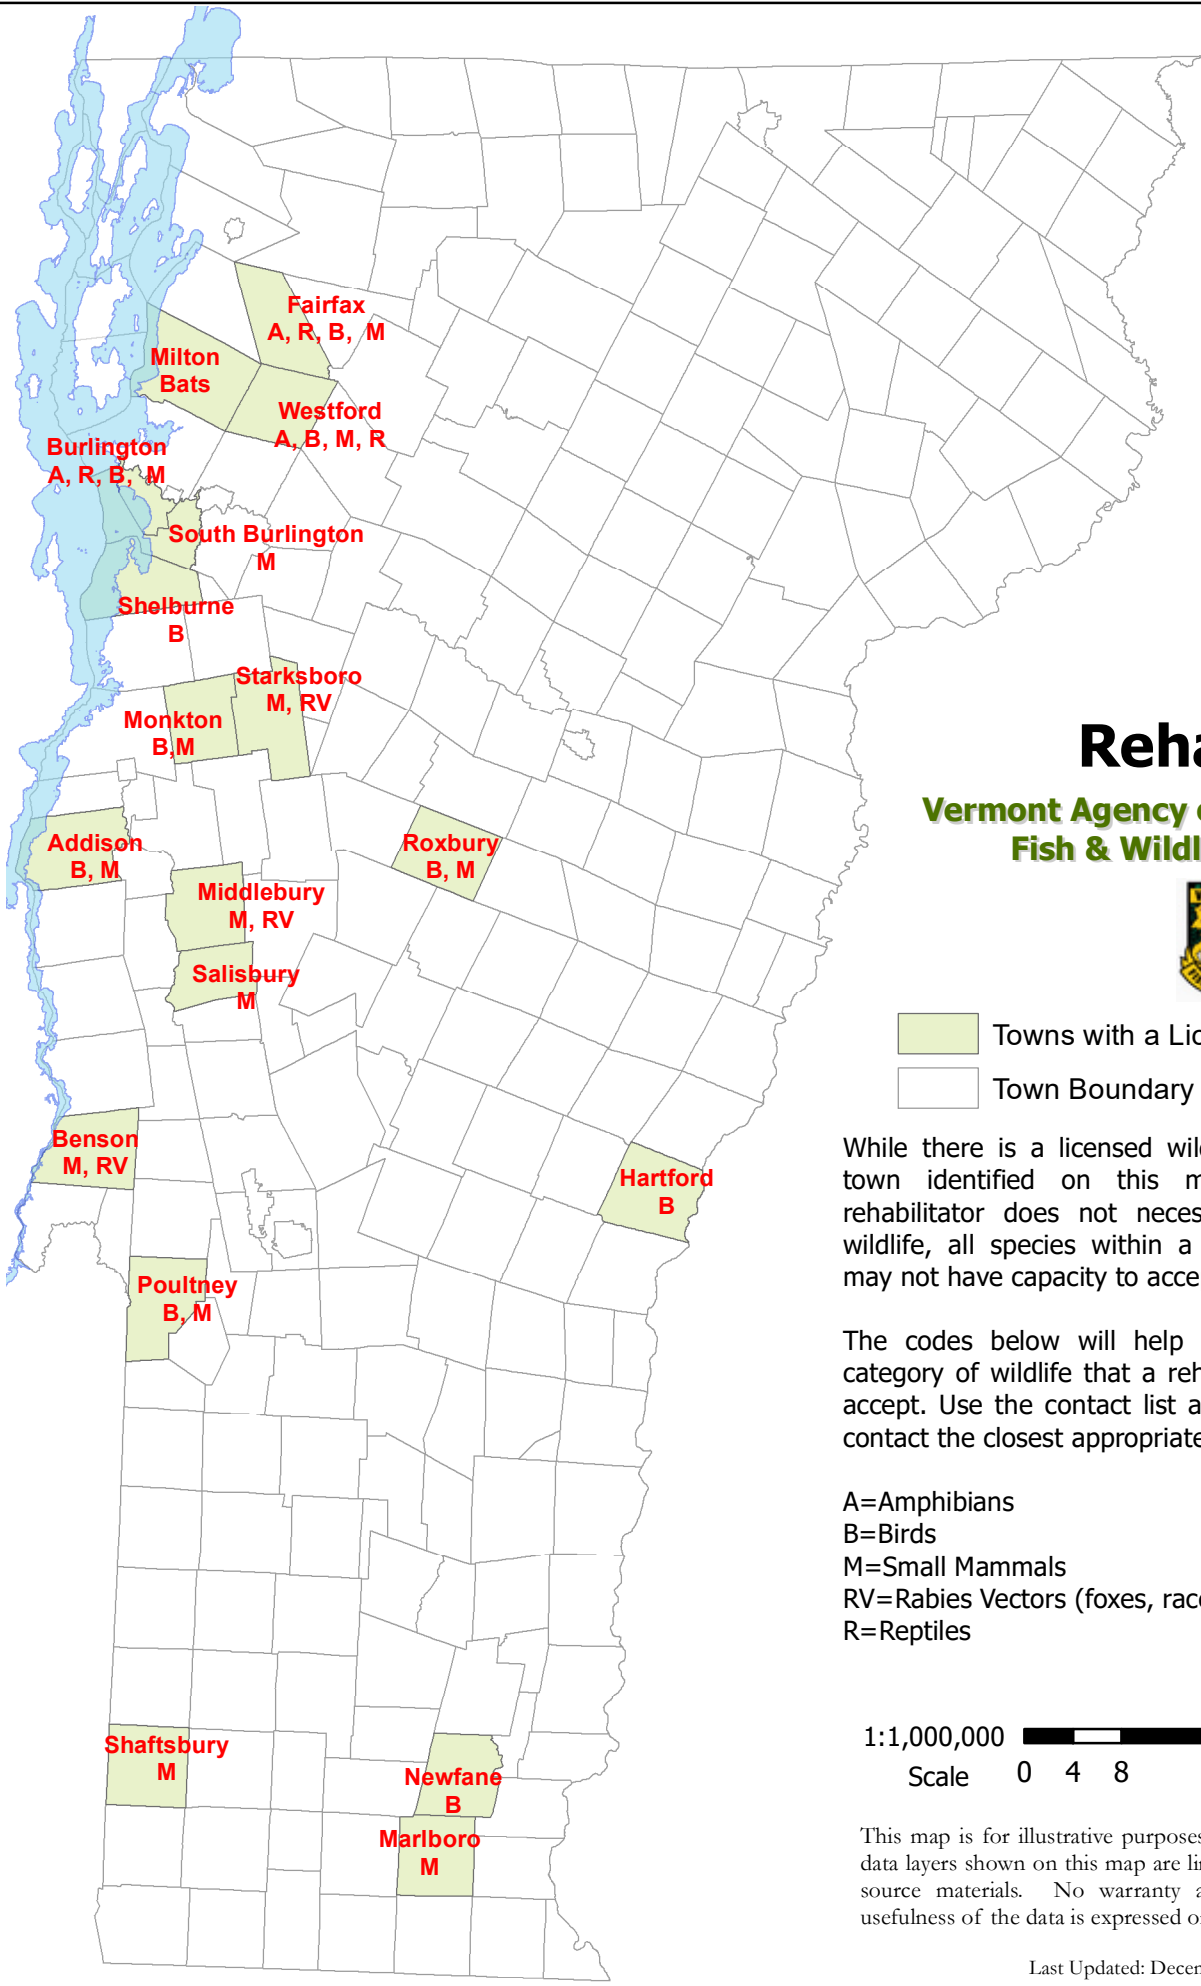 Fairfax
A, R, B, M
Milton
Bats
Westford
A, B, M, R
Burlington
A, R, B, M
South Burlington
M
Shelburne
B
Starksboro
M, RV
Monkton
B,M
Addison
B, M
Roxbury
B, M
Middlebury
M, RV
Salisbury
M
Benson
M, RV
Hartford
B
Poultney
B, M
Shaftsbury
M
Newfane
B
Marlboro
M
Vermont Agency
Fish & Wildl
Towns with a Lic
Town Boundary
While there is a licensed wil
town identified on this m
rehabilitator does not neces
wildlife, all species within a
may not have capacity to acce
The codes below will help
category of wildlife that a reh
accept. Use the contact list a
contact the closest appropriate
A=Amphibians
B=Birds
M=Small Mammals
RV=Rabies Vectors (foxes, rac
R=Reptiles
1:1,000,000
Scale 0 4 8
This map is for illustrative purposes
data layers shown on this map are li
source materials. No warranty a
usefulness of the data is expressed o
Last Updated: Decem